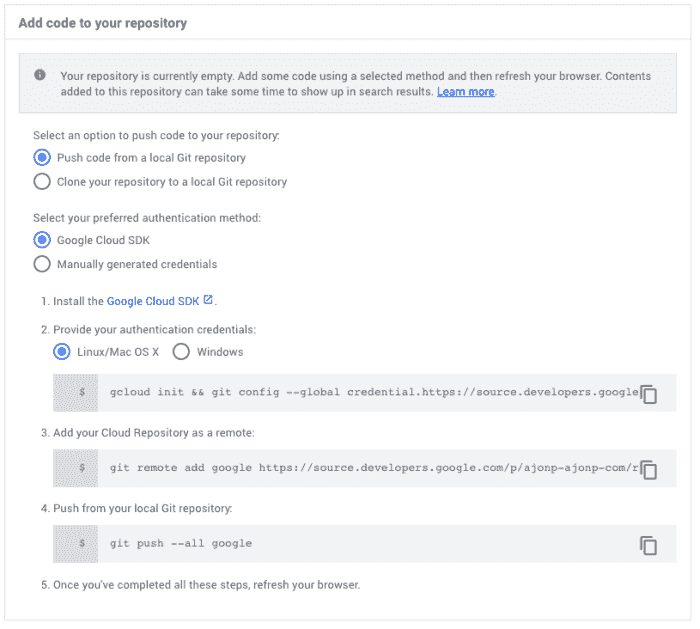 Add code to your repository
Your repository is currently empty. Add some code using a selected method and then refresh your browser. Contents
added to this repository can take some time to show up in search results. Learn more.
Select an option to push code to your repository:
Push code from a local Git repository
Clone your repository to a local Git repository
Select your preferred authentication method:
Google Cloud SDK
Manually generated credentials
1. Install the Google Cloud SDK.
2. Provide your authentication credentials:
Linux/Mac OS X Windows
$ gcloud init && git config --global credential.https://source.developers.google
3. Add your Cloud Repository as a remote:
$ git remote add google https://source.developers.google.com/p/ajonp-ajonp-com/r
4. Push from your local Git repository:
$ git push --all google
5. Once you've completed all these steps, refresh your browser.